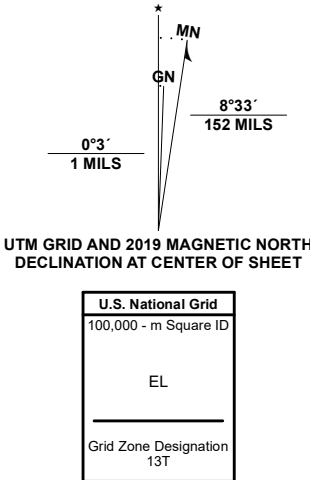 ★
MN
GN
8°33´
152 MILS
0°3´
1 MILS
UTM GRID AND 2019 MAGNETIC NORTH
DECLINATION AT CENTER OF SHEET
U.S. National Grid
100,000 - m Square ID
EL
Grid Zone Designation
13T